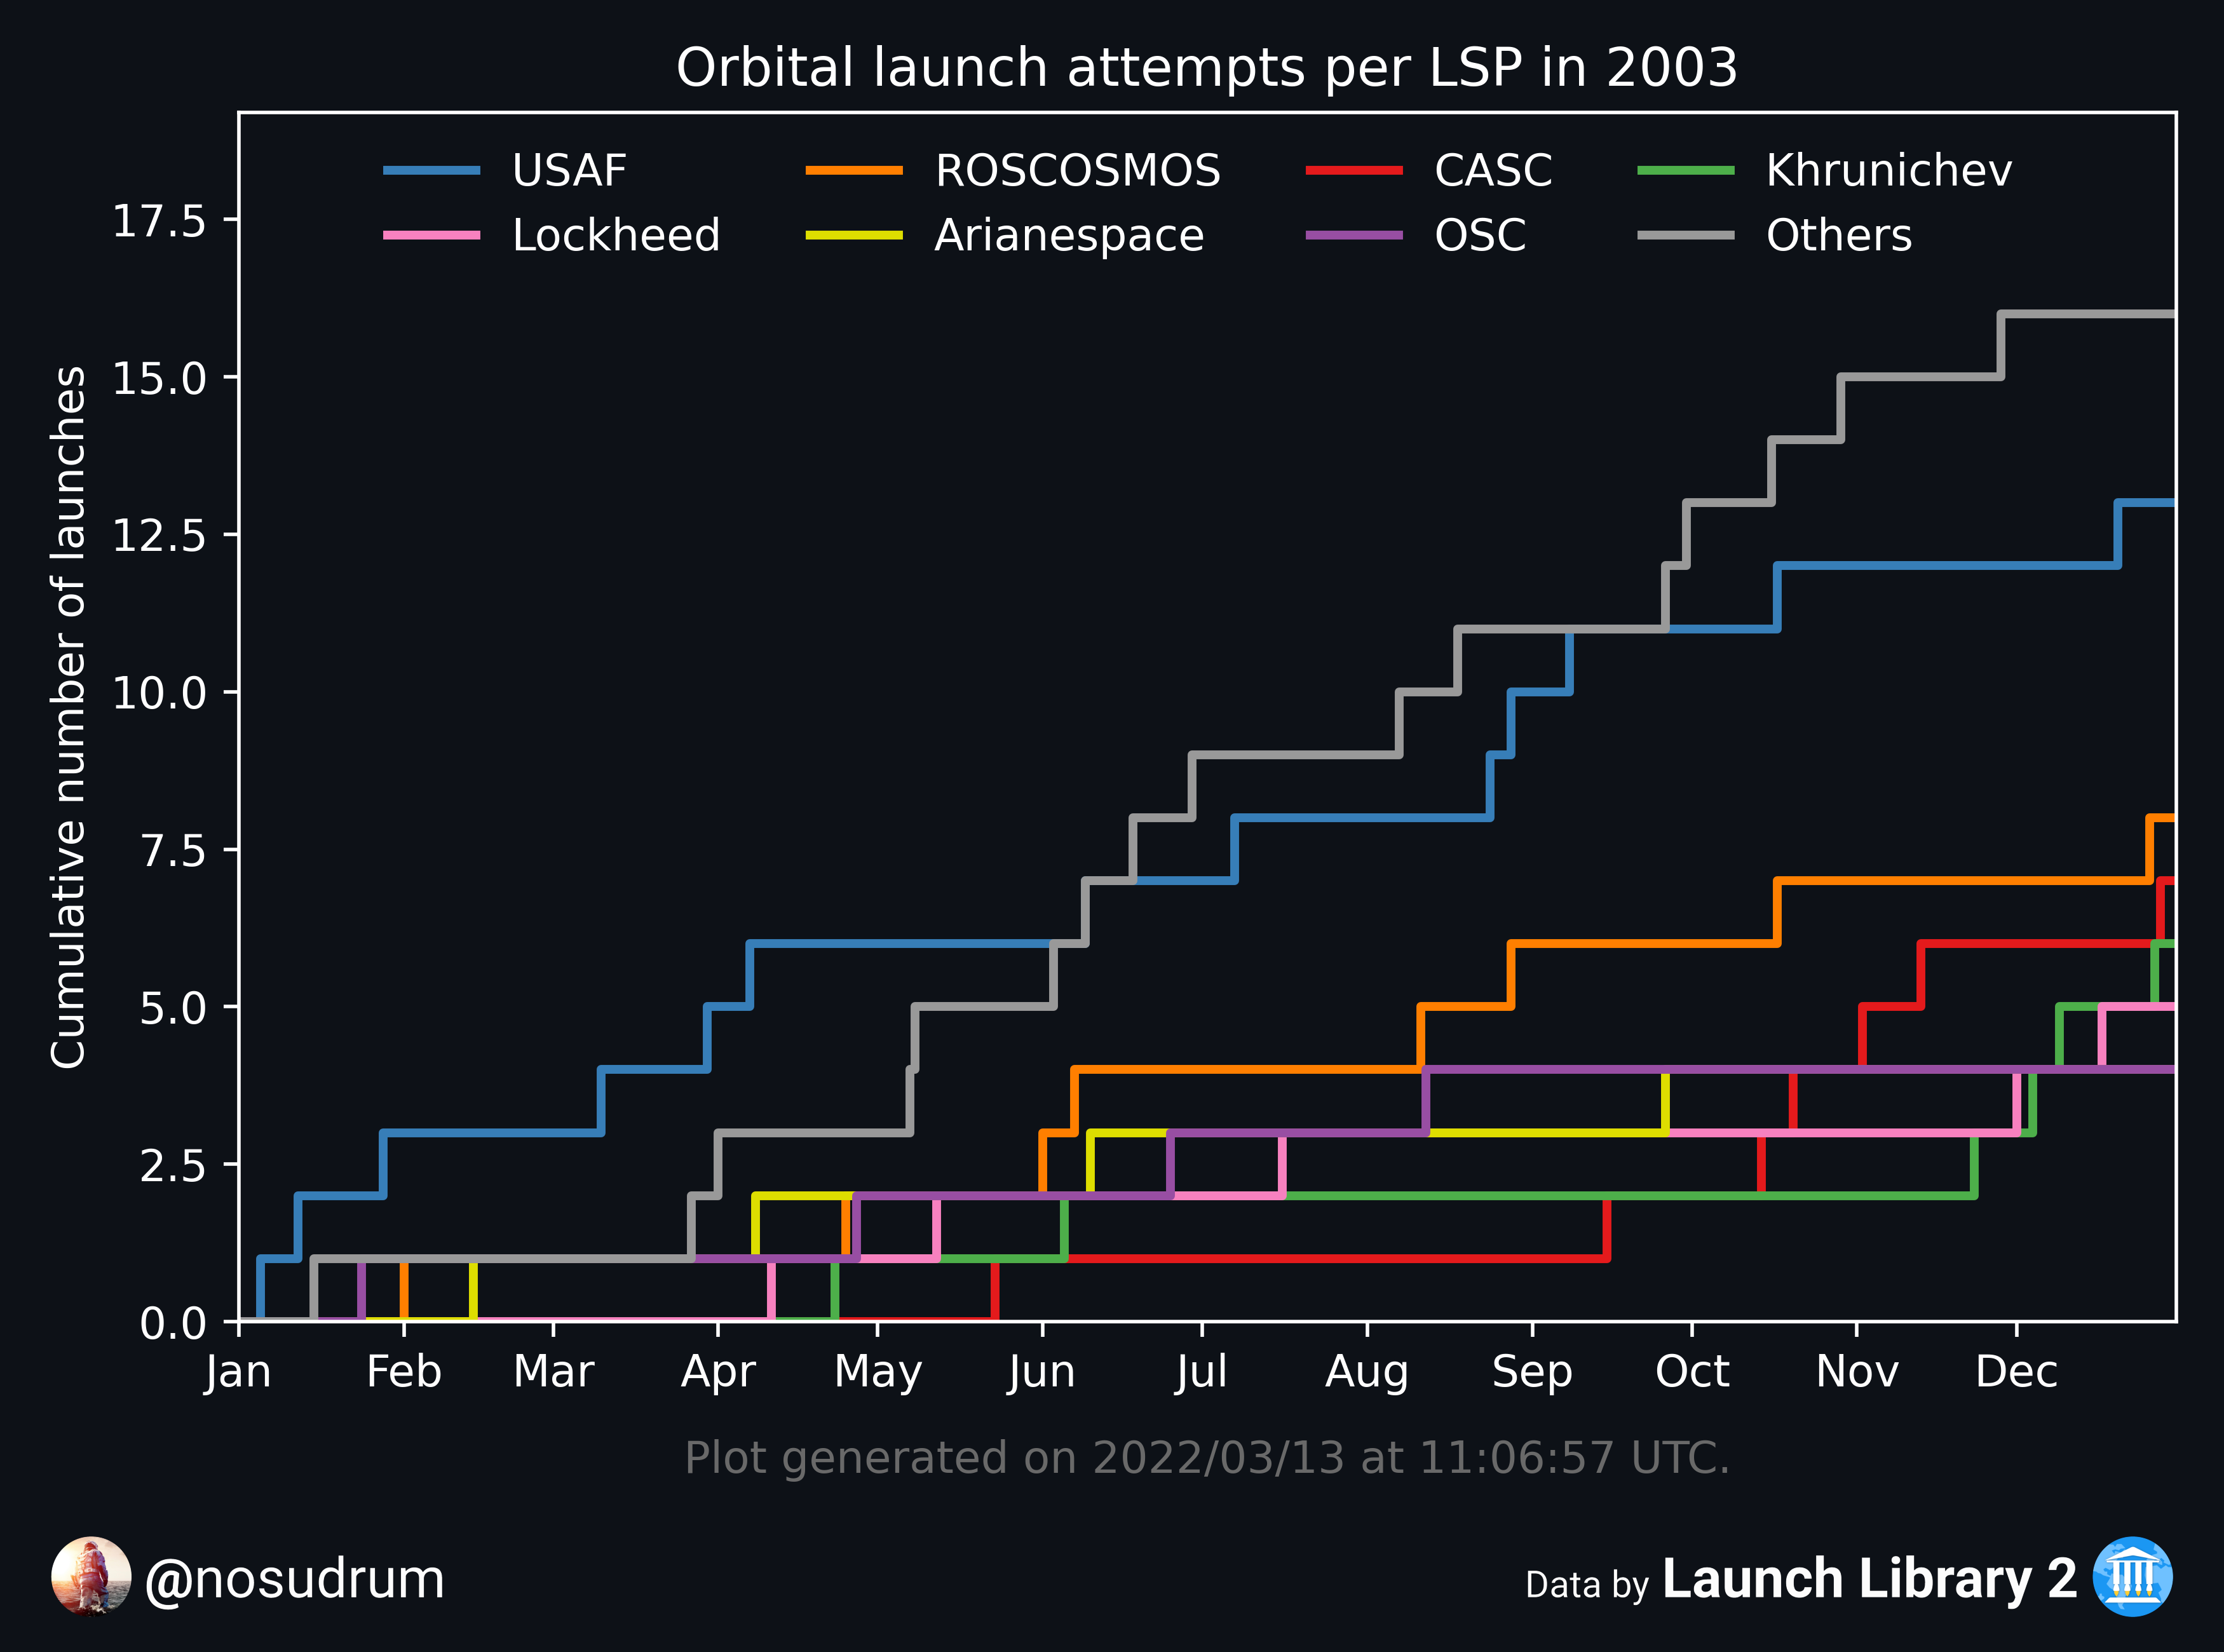 Orbital launch attempts per LSP in 2003
USAF ROSCOSMOS CASC Khrunichev
Lockheed Arianespace OSC Others
Cumulative number of launches
17.5
15.0
12.5
10.0
7.5
5.0
2.5
0.0
Jan Feb Mar Apr May Jun Jul Aug Sep Oct Nov Dec
Plot generated on 2022/03/13 at 11:06:57 UTC.
@nosudrum Data by Launch Library 2